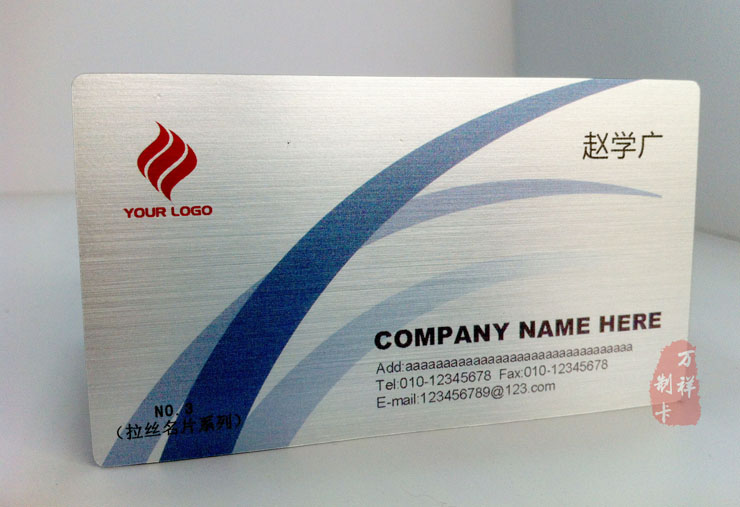 赵学广
YOUR LOGO
COMPANY NAME HERE
Add:aaaaaaaaaaaaaaaaaaaaaaaaaaaaaaaaaa
Tel:010-12345678 Fax:010-12345678
E-mail:123456789@123.com
NO.3
(拉丝名片系列)
万祥
制卡